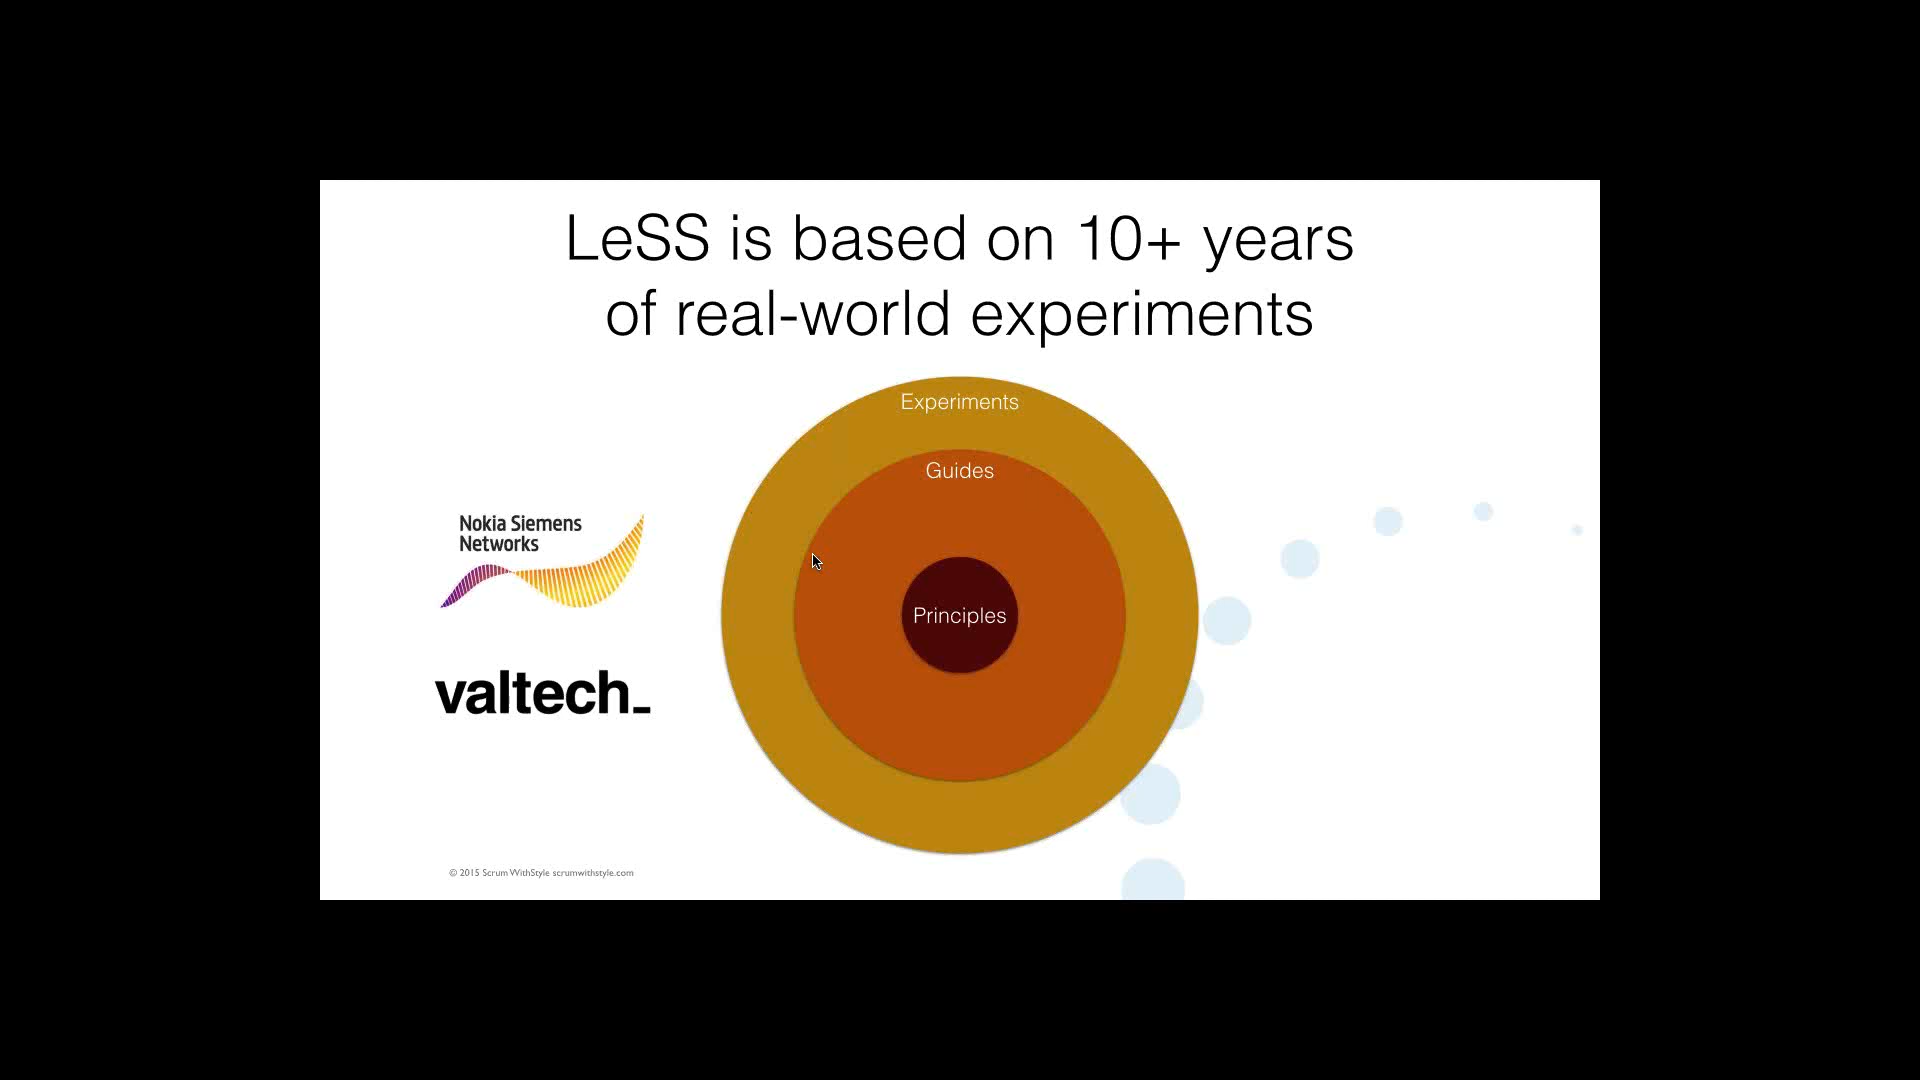 LeSS is based on 10+ years
of real-world experiments
Experiments
Guides
Principles
Nokia Siemens
Networks
valtech_
© 2015 Scrum WithStyle scrumwithstyle.com